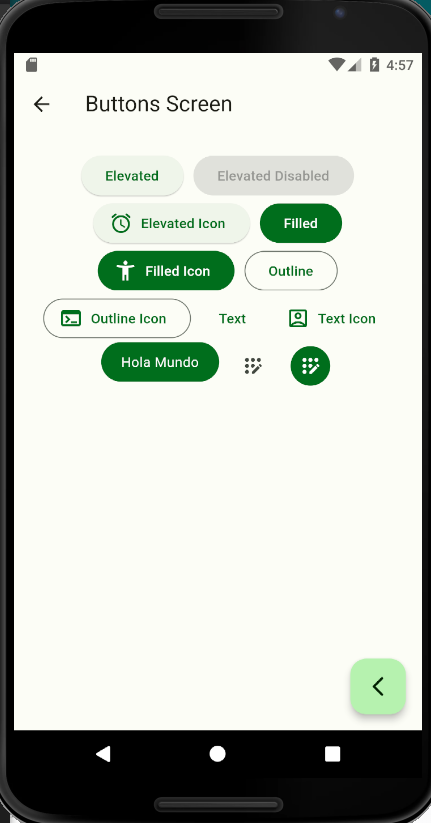 4:57
Buttons Screen
Elevated Elevated Disabled
Elevated Icon Filled
Filled Icon Outline
Outline Icon Text Text Icon
Hola Mundo